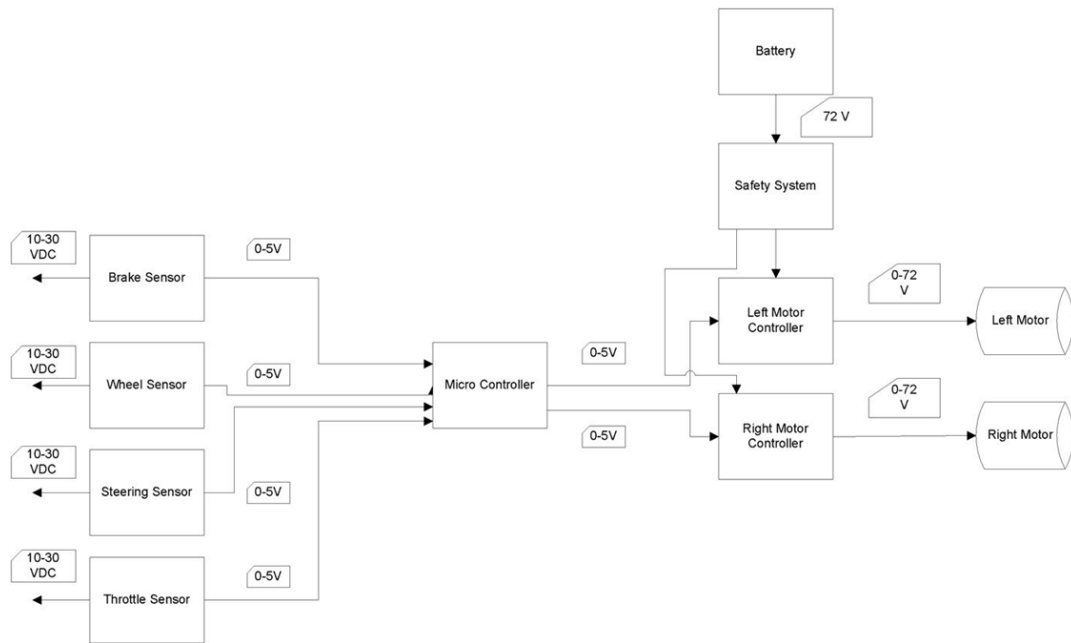 Battery
72 V
Safety System
10-30
VDC
0-5V
Brake Sensor
0-72
V
Left Motor
Controller
Left Motor
10-30
VDC
0-5V
0-5V
Wheel Sensor
Micro Controller
0-72
V
Right Motor
Controller
Right Motor
0-5V
10-30
VDC
Steering Sensor
0-5V
10-30
VDC
0-5V
Throttle Sensor